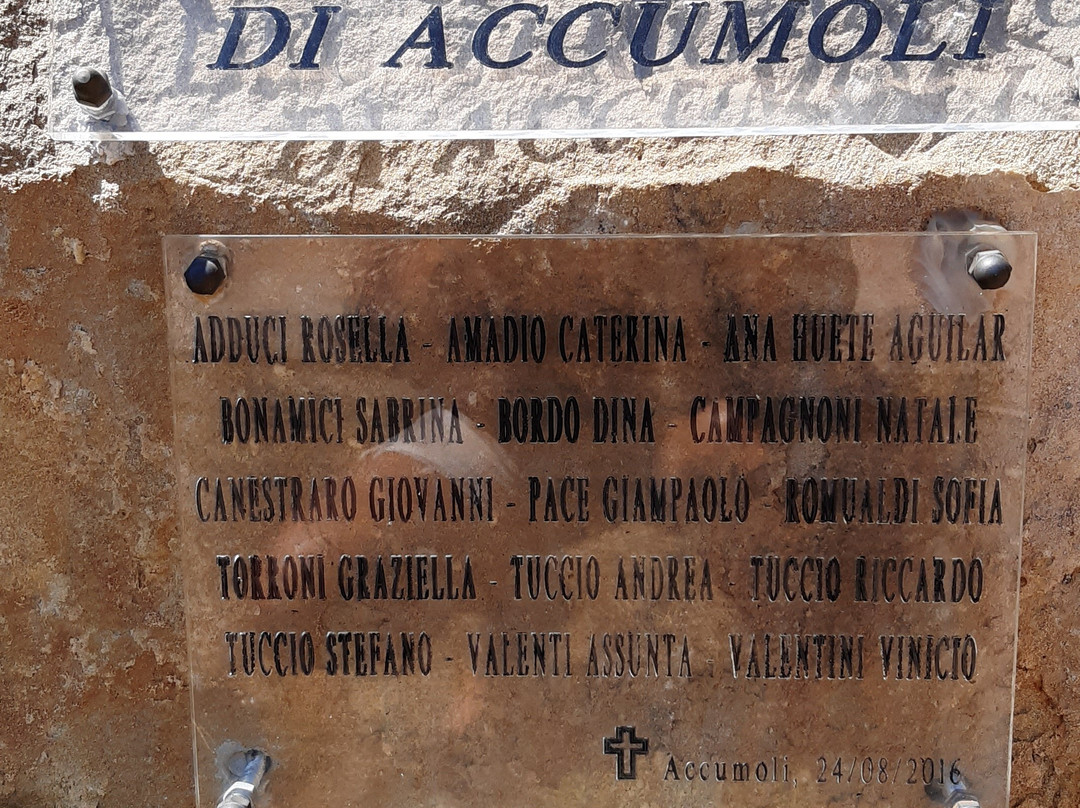 DI ACCUMOLI
ADDUCI ROSELLA - AMADIO CATERINA - ANA HUETE AGUILAR
BONAMICI SABRINA - BORDO DINA - CAMPAGNONI NATALE
CANESTRARO GIOVANNI - PACE GIAMPAOLO - ROMUALDI SOFIA
TORRONI GRAZIELLA - TUCCIO ANDREA - TUCCIO RICCARDO
TUCCIO STEFANO - VALENTI ASSUNTA - VALENTINI VINICIO
Accumoli, 24/08/2016